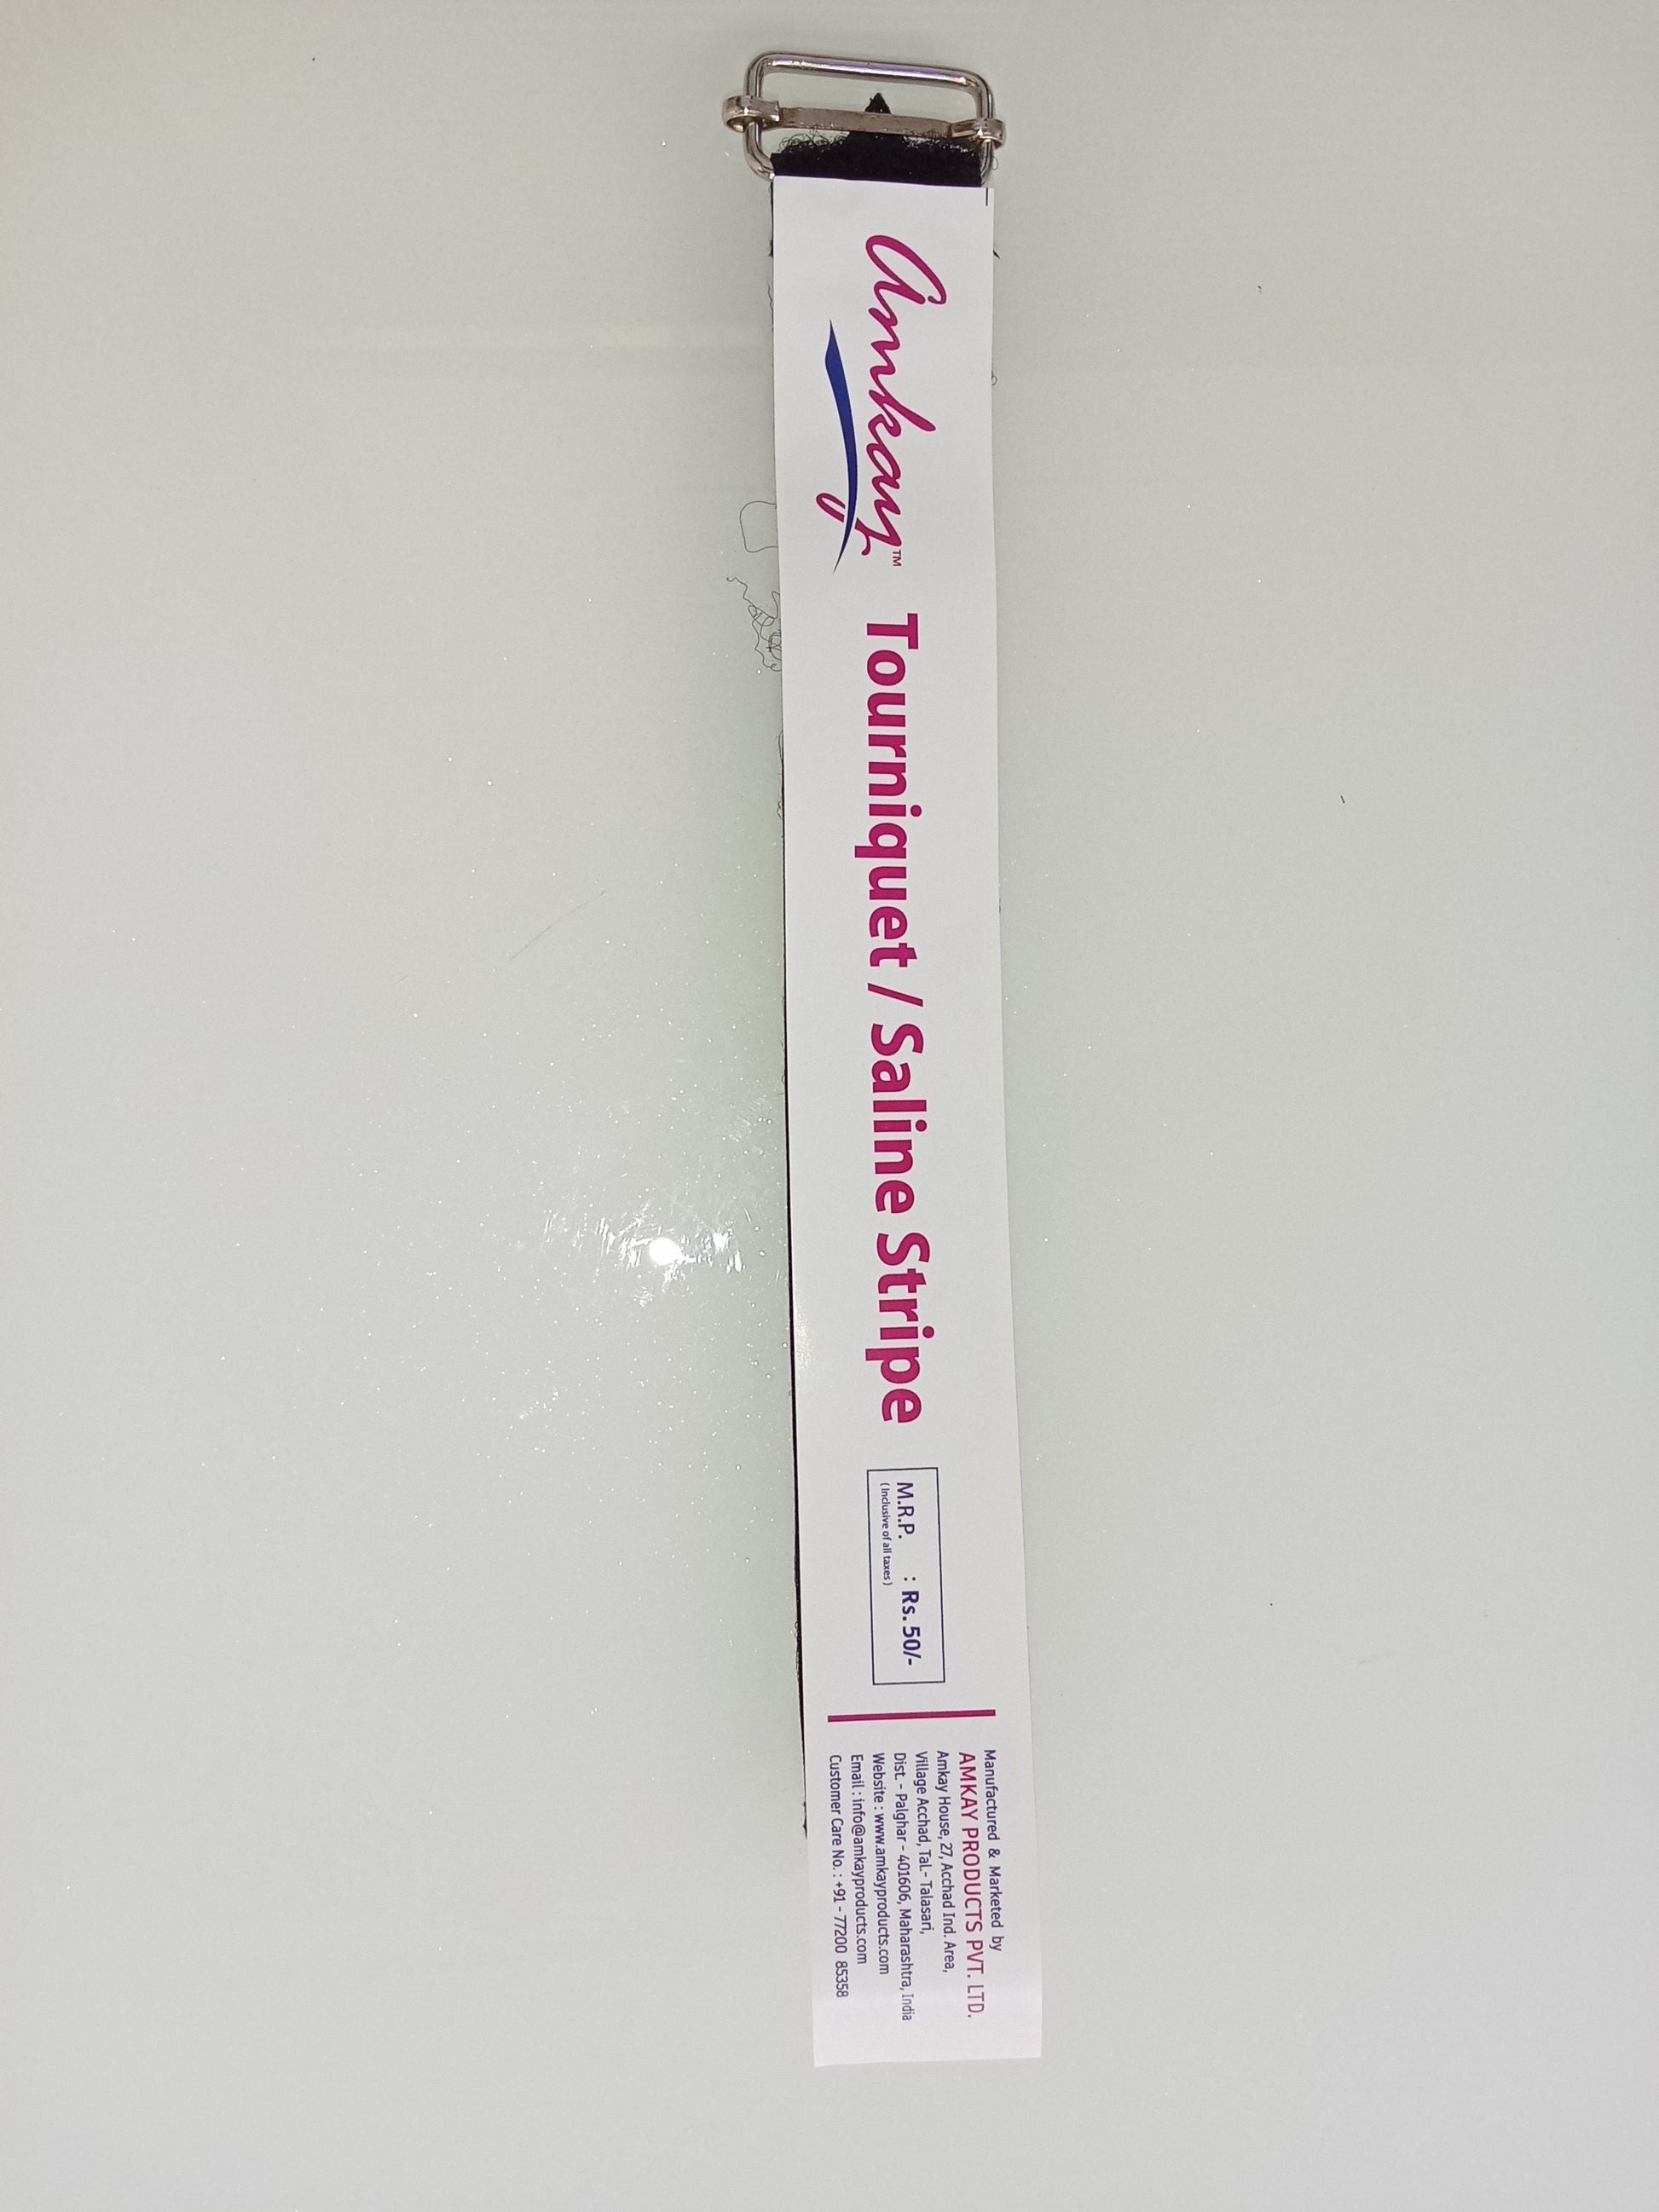 Amkay™
Tourniquet / Saline Stripe
M.R.P. : Rs. 50/-
(Inclusive of all taxes)
Manufactured & Marketed by
AMKAY PRODUCTS PVT. LTD.
Amkay House, 27, Acchad Ind. Area,
Village Acchad, Tal.- Talasari,
Dist. - Palghar - 401606, Maharashtra, India
Website : www.amkayproducts.com
Email : info@amkayproducts.com
Customer Care No. : +91 - 77200 85358